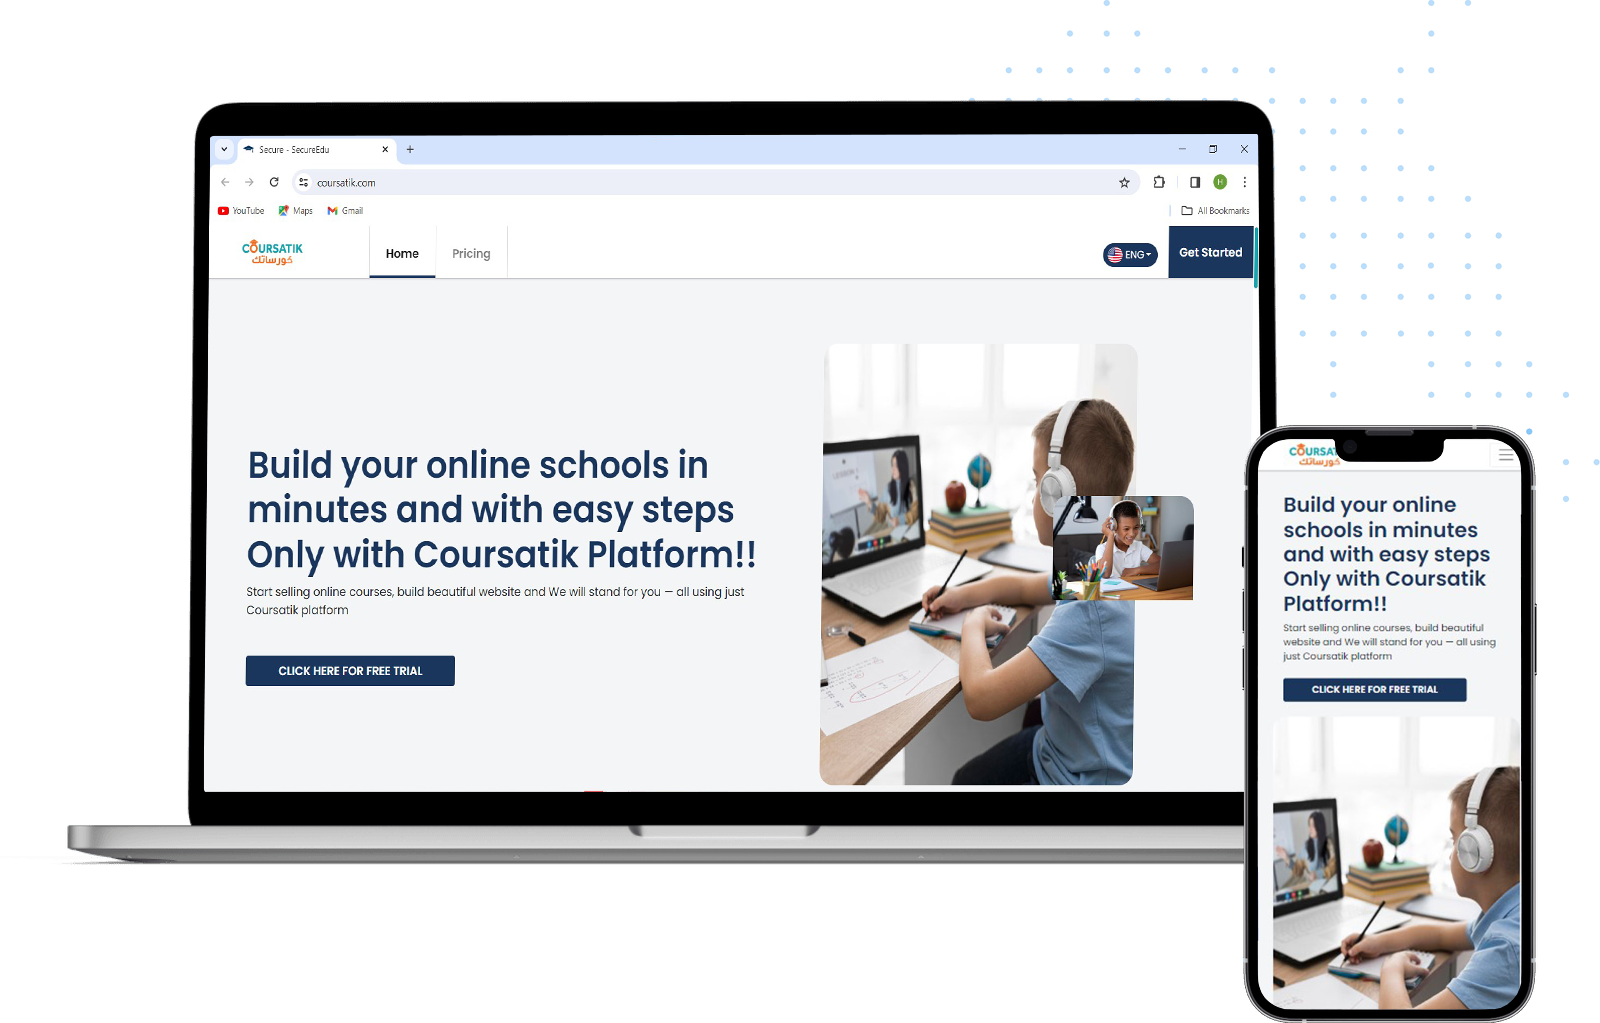 Secure - SecureEdu
coursatik.com
YouTube Maps Gmail
All Bookmarks
COURSATIK
كورساتك
Home
Pricing
ENG
Get Started
Build your online schools in
minutes and with easy steps
Only with Coursatik Platform!!
Start selling online courses, build beautiful website and We will stand for you — all using just
Coursatik platform
CLICK HERE FOR FREE TRIAL
COURSAT
كورساتك
Build your online
schools in minutes
and with easy steps
Only with Coursatik
Platform!!
Start selling online courses, build beautiful
website and We will stand for you — all using
just Coursatik platform
CLICK HERE FOR FREE TRIAL